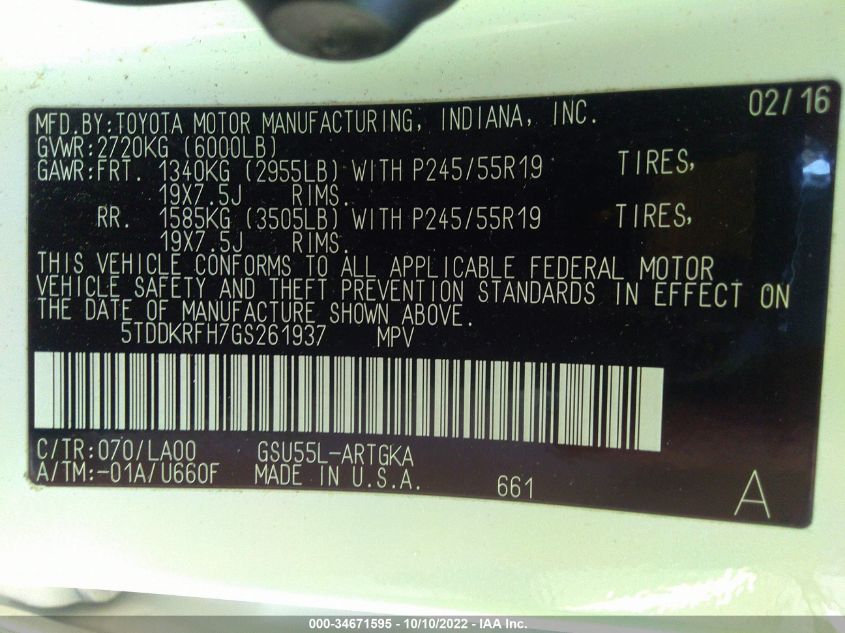 02/16
MFD.BY:TOYOTA MOTOR MANUFACTURING, INDIANA, INC.
GVWR:2720KG (6000LB)
GAWR:FRT. 1340KG (2955LB) WITH P245/55R19 TIRES,
19X7.5J RIMS.
RR. 1585KG (3505LB) WITH P245/55R19 TIRES,
19X7.5J RIMS.
THIS VEHICLE CONFORMS TO ALL APPLICABLE FEDERAL MOTOR
VEHICLE SAFETY AND THEFT PREVENTION STANDARDS IN EFFECT ON
THE DATE OF MANUFACTURE SHOWN ABOVE.
5TDDKRFH7GS261937 MPV
C/TR:070/LA00 GSU55L-ARTGKA
A/TM:-01A/U660F MADE IN U.S.A. 661 A
000-34671595 - 10/10/2022 - IAA Inc.